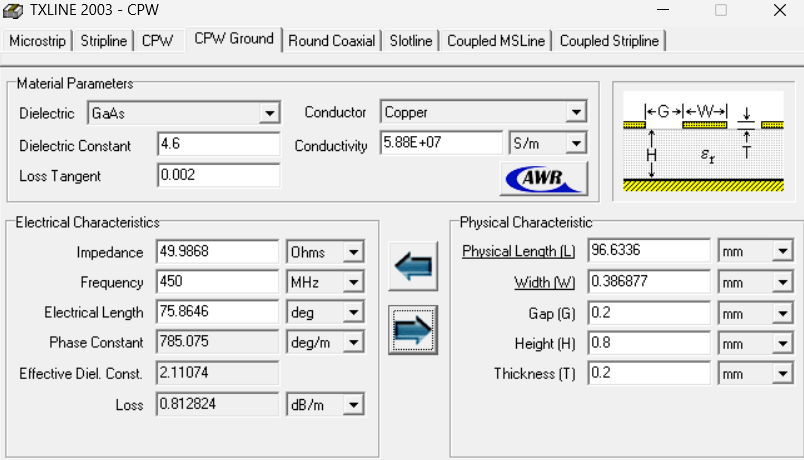 TXLINE 2003 - CPW
Microstrip Stripline CPW CPW Ground Round Coaxial Slotline Coupled MSLine Coupled Stripline
Material Parameters
Dielectric GaAs Conductor Copper
Dielectric Constant 4.6 Conductivity 5.88E+07 S/m
Loss Tangent 0.002 AWR
G W
H εr T
Electrical Characteristics
Impedance 49.9868 Ohms
Frequency 450 MHz
Electrical Length 75.8646 deg
Phase Constant 785.075 deg/m
Effective Diel. Const. 2.11074
Loss 0.812824 dB/m
Physical Characteristic
Physical Length (L) 96.6336 mm
Width (W) 0.386877 mm
Gap (G) 0.2 mm
Height (H) 0.8 mm
Thickness (T) 0.2 mm